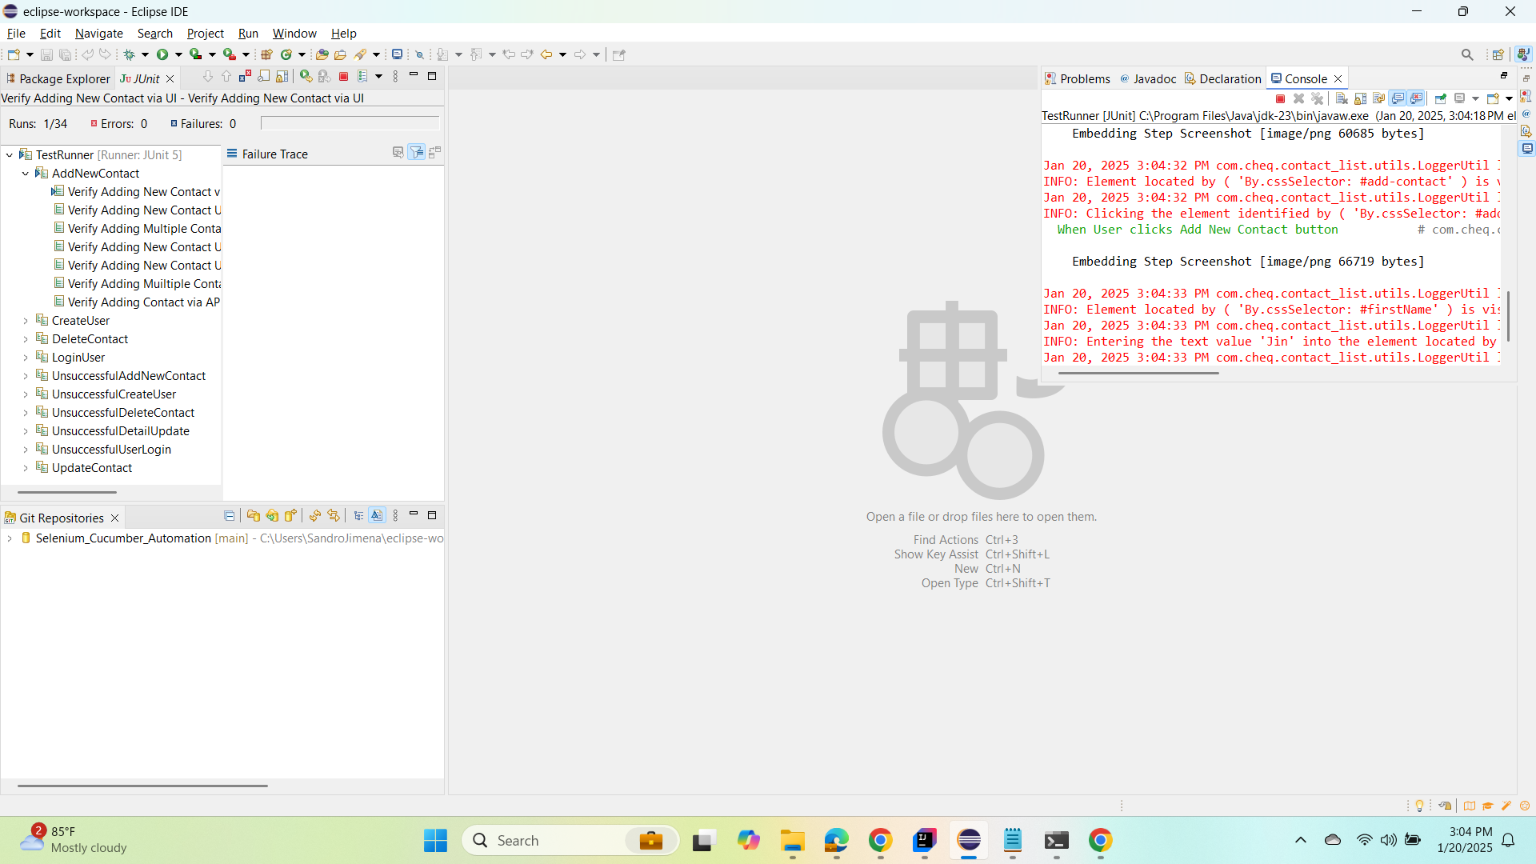 eclipse-workspace - Eclipse IDE
File Edit Navigate Search Project Run Window Help
Package Explorer JUnit
Verify Adding New Contact via UI - Verify Adding New Contact via UI
Runs: 1/34 Errors: 0 Failures: 0
TestRunner [Runner: JUnit 5]
AddNewContact
Verify Adding New Contact v
Verify Adding New Contact U
Verify Adding Multiple Conta
Verify Adding New Contact U
Verify Adding New Contact U
Verify Adding Muiltiple Conta
Verify Adding Contact via AP
CreateUser
DeleteContact
LoginUser
UnsuccessfulAddNewContact
UnsuccessfulCreateUser
UnsuccessfulDeleteContact
UnsuccessfulDetailUpdate
UnsuccessfulUserLogin
UpdateContact
Failure Trace
Git Repositories
Selenium_Cucumber_Automation [main] - C:\Users\SandroJimena\eclipse-wo
Open a file or drop files here to open them.
Find Actions Ctrl+3
Show Key Assist Ctrl+Shift+L
New Ctrl+N
Open Type Ctrl+Shift+T
Problems Javadoc Declaration Console
TestRunner [JUnit] C:\Program Files\Java\jdk-23\bin\javaw.exe (Jan 20, 2025, 3:04:18 PM el
Embedding Step Screenshot [image/png 60685 bytes]
Jan 20, 2025 3:04:32 PM com.cheq.contact_list.utils.LoggerUtil
INFO: Element located by ( 'By.cssSelector: #add-contact' ) is v
Jan 20, 2025 3:04:32 PM com.cheq.contact_list.utils.LoggerUtil
INFO: Clicking the element identified by ( 'By.cssSelector: #add
When User clicks Add New Contact button # com.cheq.c
Embedding Step Screenshot [image/png 66719 bytes]
Jan 20, 2025 3:04:33 PM com.cheq.contact_list.utils.LoggerUtil
INFO: Element located by ( 'By.cssSelector: #firstName' ) is vis
Jan 20, 2025 3:04:33 PM com.cheq.contact_list.utils.LoggerUtil
INFO: Entering the text value 'Jin' into the element located by
Jan 20, 2025 3:04:33 PM com.cheq.contact_list.utils.LoggerUtil
2
85°F
Mostly cloudy
Search
3:04 PM
1/20/2025